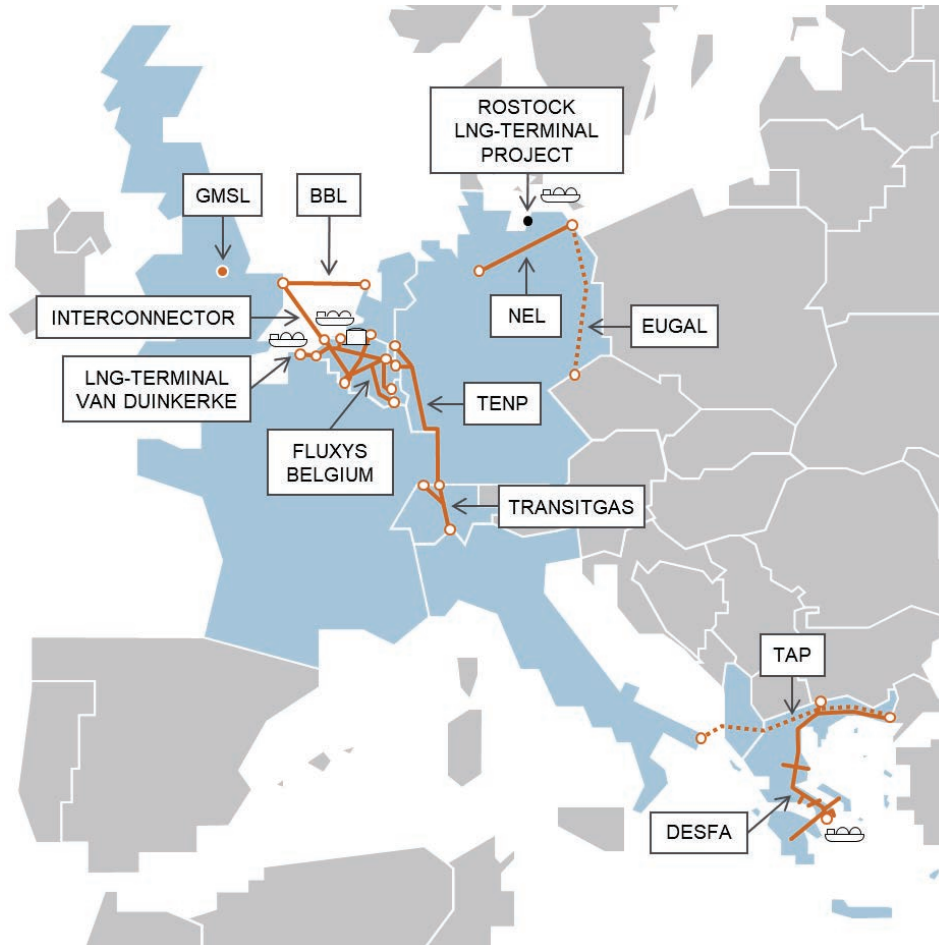 ROSTOCK
LNG-TERMINAL
PROJECT
GMSL
BBL
INTERCONNECTOR
NEL
EUGAL
LNG-TERMINAL
VAN DUINKERKE
TENP
FLUXYS
BELGIUM
TRANSITGAS
TAP
DESFA